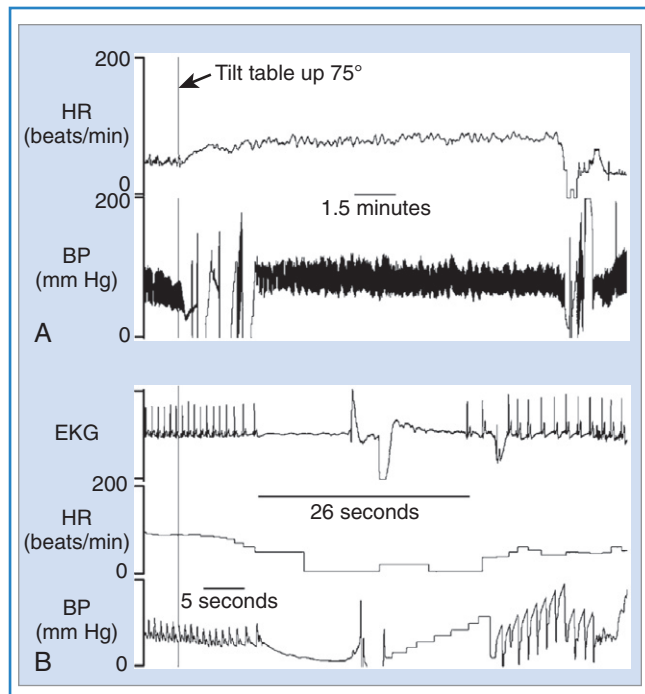 200
Tilt table up 75°
HR
(beats/min)
0
1.5 minutes
200
BP
(mm Hg)
0
A
EKG
200
26 seconds
HR
(beats/min)
0
5 seconds
BP
(mm Hg)
0
B